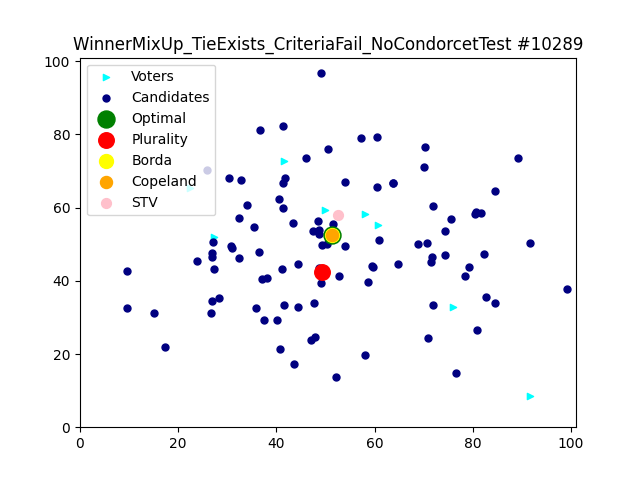 WinnerMixUp_TieExists_CriteriaFail_NoCondorcetTest #10289
100
80
60
40
20
0
Voters
Candidates
Optimal
Plurality
Borda
Copeland
STV
0 20 40 60 80 100